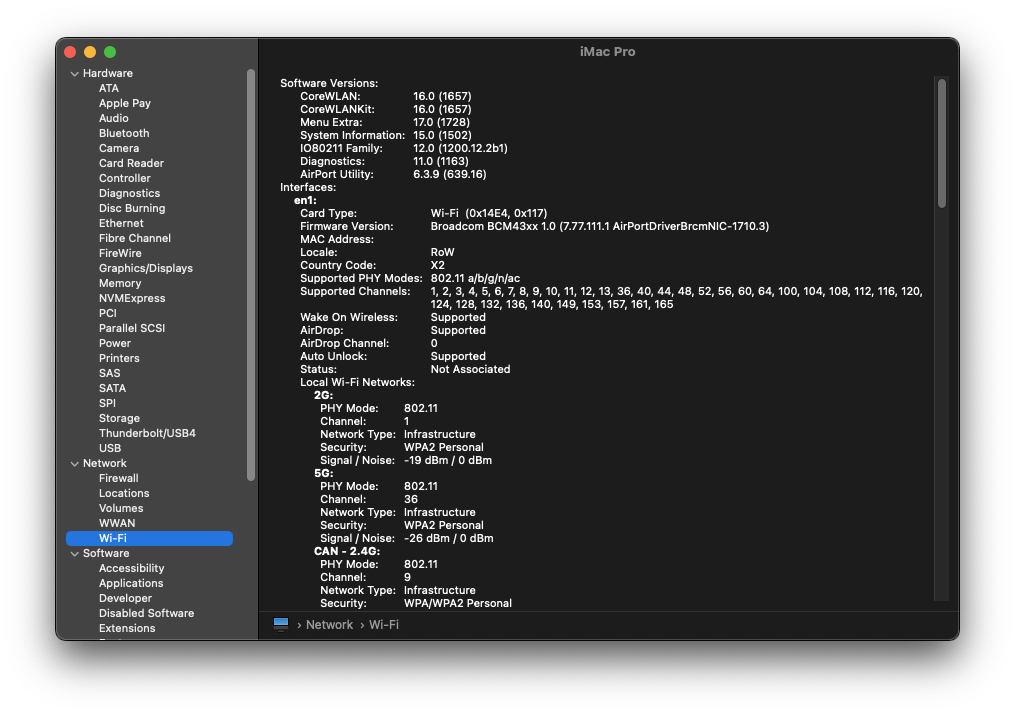 iMac Pro
Hardware
ATA
Apple Pay
Audio
Bluetooth
Camera
Card Reader
Controller
Diagnostics
Disc Burning
Ethernet
Fibre Channel
FireWire
Graphics/Displays
Memory
NVMExpress
PCI
Parallel SCSI
Power
Printers
SAS
SATA
SPI
Storage
Thunderbolt/USB4
USB
Network
Firewall
Locations
Volumes
WWAN
Wi-Fi
Software
Accessibility
Applications
Developer
Disabled Software
Extensions
Software Versions:
CoreWLAN: 16.0 (1657)
CoreWLANKit: 16.0 (1657)
Menu Extra: 17.0 (1728)
System Information: 15.0 (1502)
IO80211 Family: 12.0 (1200.12.2b1)
Diagnostics: 11.0 (1163)
AirPort Utility: 6.3.9 (639.16)
Interfaces:
en1:
Card Type: Wi-Fi (0x14E4, 0x117)
Firmware Version: Broadcom BCM43xx 1.0 (7.77.111.1 AirPortDriverBrcmNIC-1710.3)
MAC Address:
Locale: RoW
Country Code: X2
Supported PHY Modes: 802.11 a/b/g/n/ac
Supported Channels: 1, 2, 3, 4, 5, 6, 7, 8, 9, 10, 11, 12, 13, 36, 40, 44, 48, 52, 56, 60, 64, 100, 104, 108, 112, 116, 120,
124, 128, 132, 136, 140, 149, 153, 157, 161, 165
Wake On Wireless: Supported
AirDrop: Supported
AirDrop Channel: 0
Auto Unlock: Supported
Status: Not Associated
Local Wi-Fi Networks:
2G:
PHY Mode: 802.11
Channel: 1
Network Type: Infrastructure
Security: WPA2 Personal
Signal / Noise: -19 dBm / 0 dBm
5G:
PHY Mode: 802.11
Channel: 36
Network Type: Infrastructure
Security: WPA2 Personal
Signal / Noise: -26 dBm / 0 dBm
CAN - 2.4G:
PHY Mode: 802.11
Channel: 9
Network Type: Infrastructure
Security: WPA/WPA2 Personal
› Network › Wi-Fi